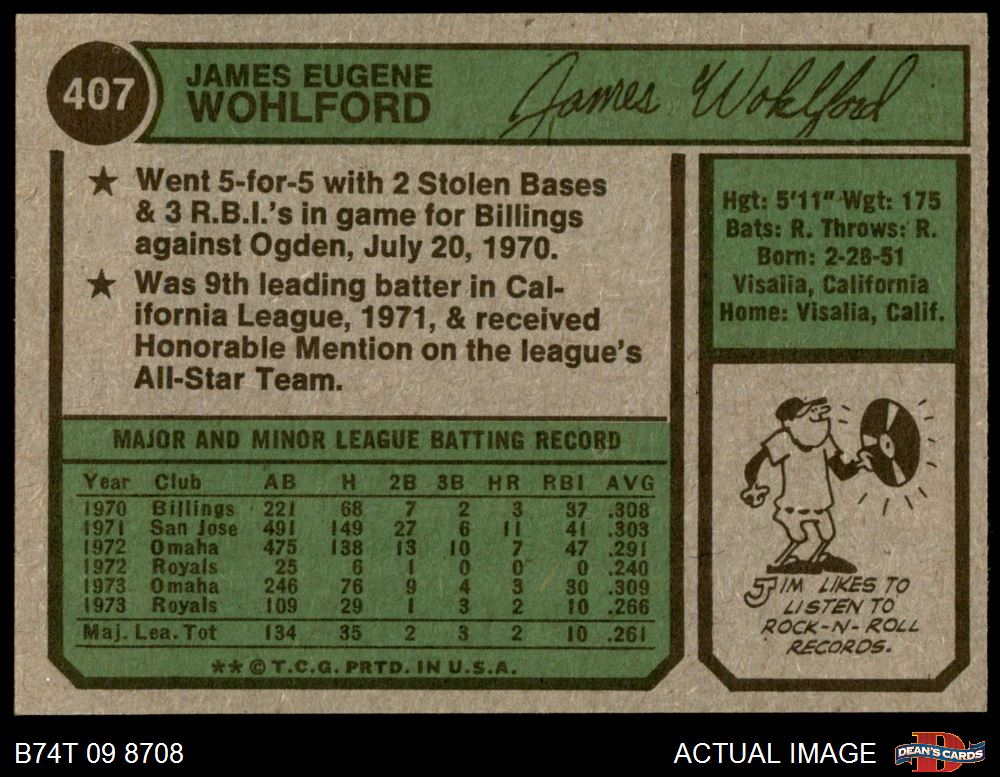 407
JAMES EUGENE
WOHLFORD
James Wohlford
★ Went 5-for-5 with 2 Stolen Bases
& 3 R.B.I.'s in game for Billings
against Ogden, July 20, 1970.
★ Was 9th leading batter in Cal-
ifornia League, 1971, & received
Honorable Mention on the league's
All-Star Team.
Hgt: 5'11" Wgt: 175
Bats: R. Throws: R.
Born: 2-28-51
Visalia, California
Home: Visalia, Calif.
MAJOR AND MINOR LEAGUE BATTING RECORD
Year Club AB H 2B 3B HR RBI AVG
1970 Billings 221 68 7 2 3 37 .308
1971 San Jose 491 149 27 6 11 41 .303
1972 Omaha 475 138 13 10 7 47 .291
1972 Royals 25 6 1 0 0 0 .240
1973 Omaha 246 76 9 4 3 30 .309
1973 Royals 109 29 1 3 2 10 .266
Maj. Lea. Tot 134 35 2 3 2 10 .261
**© T.C.G. PRTD. IN U.S.A.
JIM LIKES TO
LISTEN TO
ROCK-N-ROLL
RECORDS.
B74T 09 8708
ACTUAL IMAGE
D
DEAN'S CARDS